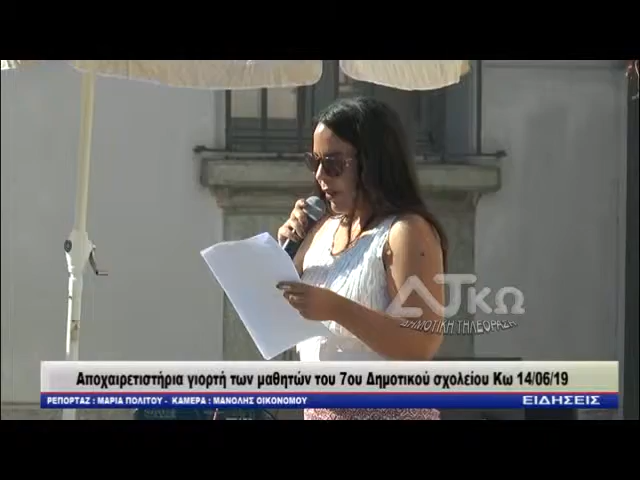 ΔΤΚΩ
ΔΗΜΟΤΙΚΗ ΤΗΛΕΟΡΑΣΗ
Αποχαιρετιστήρια γιορτή των μαθητών του 7ου Δημοτικού σχολείου Κω 14/06/19
ΡΕΠΟΡΤΑΖ : ΜΑΡΙΑ ΠΟΛΙΤΟΥ - ΚΑΜΕΡΑ : ΜΑΝΟΛΗΣ ΟΙΚΟΝΟΜΟΥ
ΕΙΔΗΣΕΙΣ